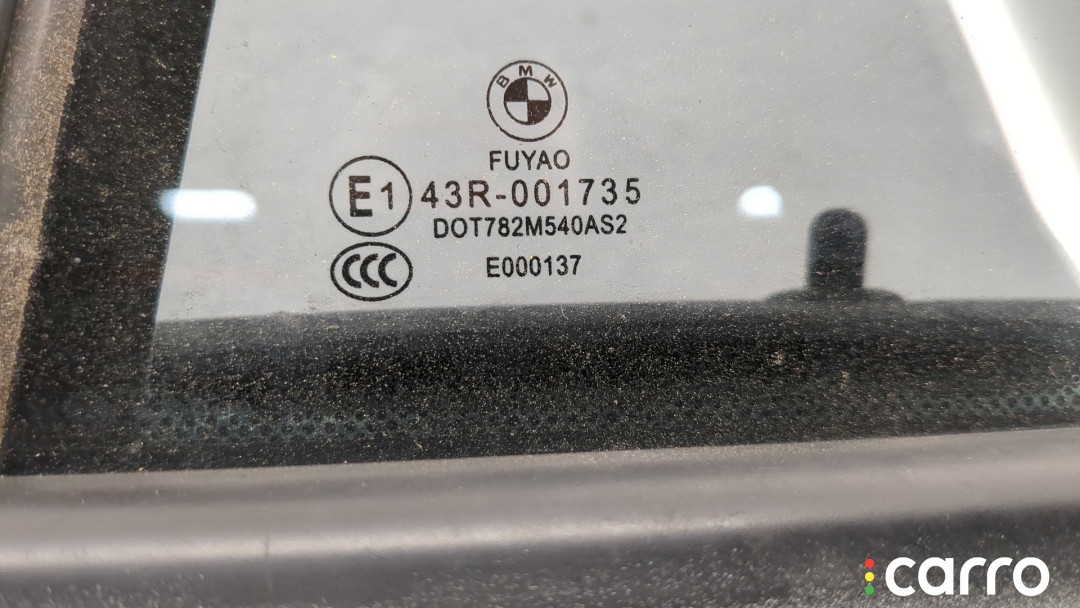 BMW
FUYAO
E1 43R-001735
DOT782M540AS2
CCC E000137
carro